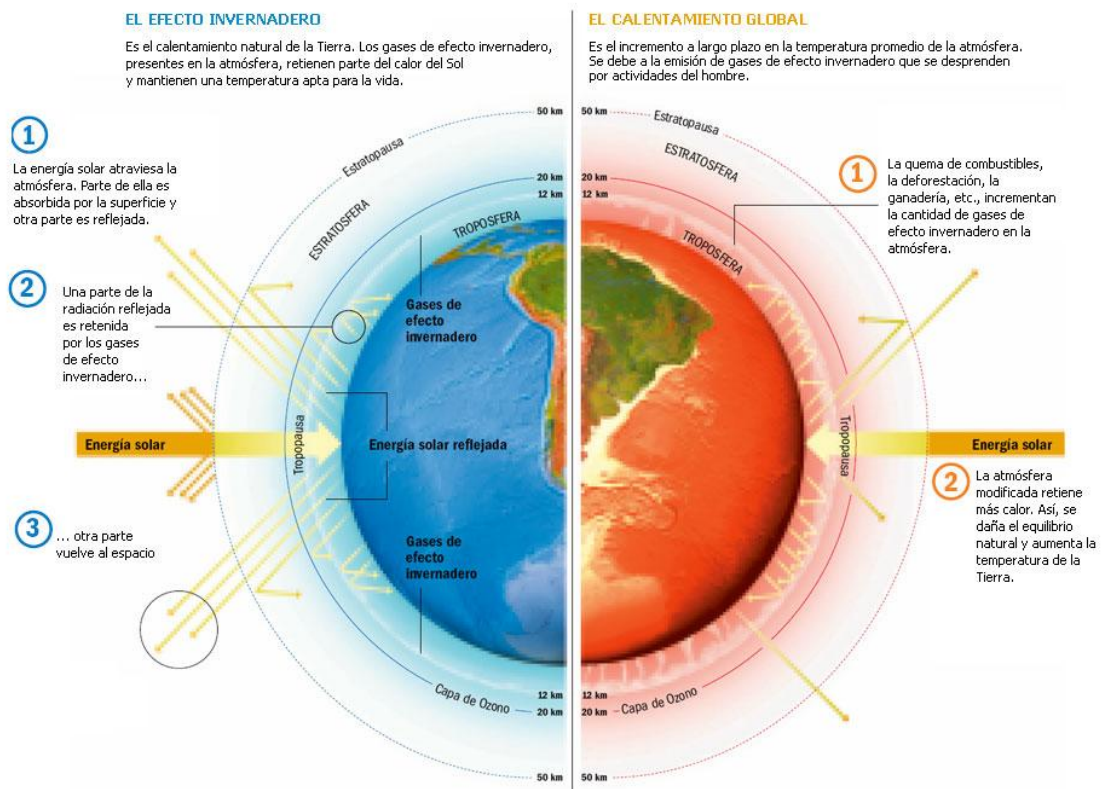 EL EFECTO INVERNADERO
Es el calentamiento natural de la Tierra. Los gases de efecto invernadero,
presentes en la atmósfera, retienen parte del calor del Sol
y mantienen una temperatura apta para la vida.
1
La energía solar atraviesa la
atmósfera. Parte de ella es
absorbida por la superficie y
otra parte es reflejada.
2
Una parte de la
radiación reflejada
es retenida
por los gases
de efecto
invernadero...
Energía solar
3
... otra parte
vuelve al espacio
50 km
Estratopausa
20 km
12 km
ESTRATOSFERA
TROPOSFERA
Gases de
efecto
invernadero
Tropopausa
Energía solar reflejada
Gases de
efecto
invernadero
Capa de Ozono
12 km
20 km
50 km
EL CALENTAMIENTO GLOBAL
Es el incremento a largo plazo en la temperatura promedio de la atmósfera.
Se debe a la emisión de gases de efecto invernadero que se desprenden
por actividades del hombre.
50 km
Estratopausa
ESTRATOSFERA
20 km
12 km
TROPOSFERA
1
La quema de combustibles,
la deforestación, la
ganadería, etc., incrementan
la cantidad de gases de
efecto invernadero en la
atmósfera.
Tropopausa
Energía solar
2
La atmósfera
modificada retiene
más calor. Así, se
daña el equilibrio
natural y aumenta la
temperatura de la
Tierra.
12 km
20 km
Capa de Ozono
50 km